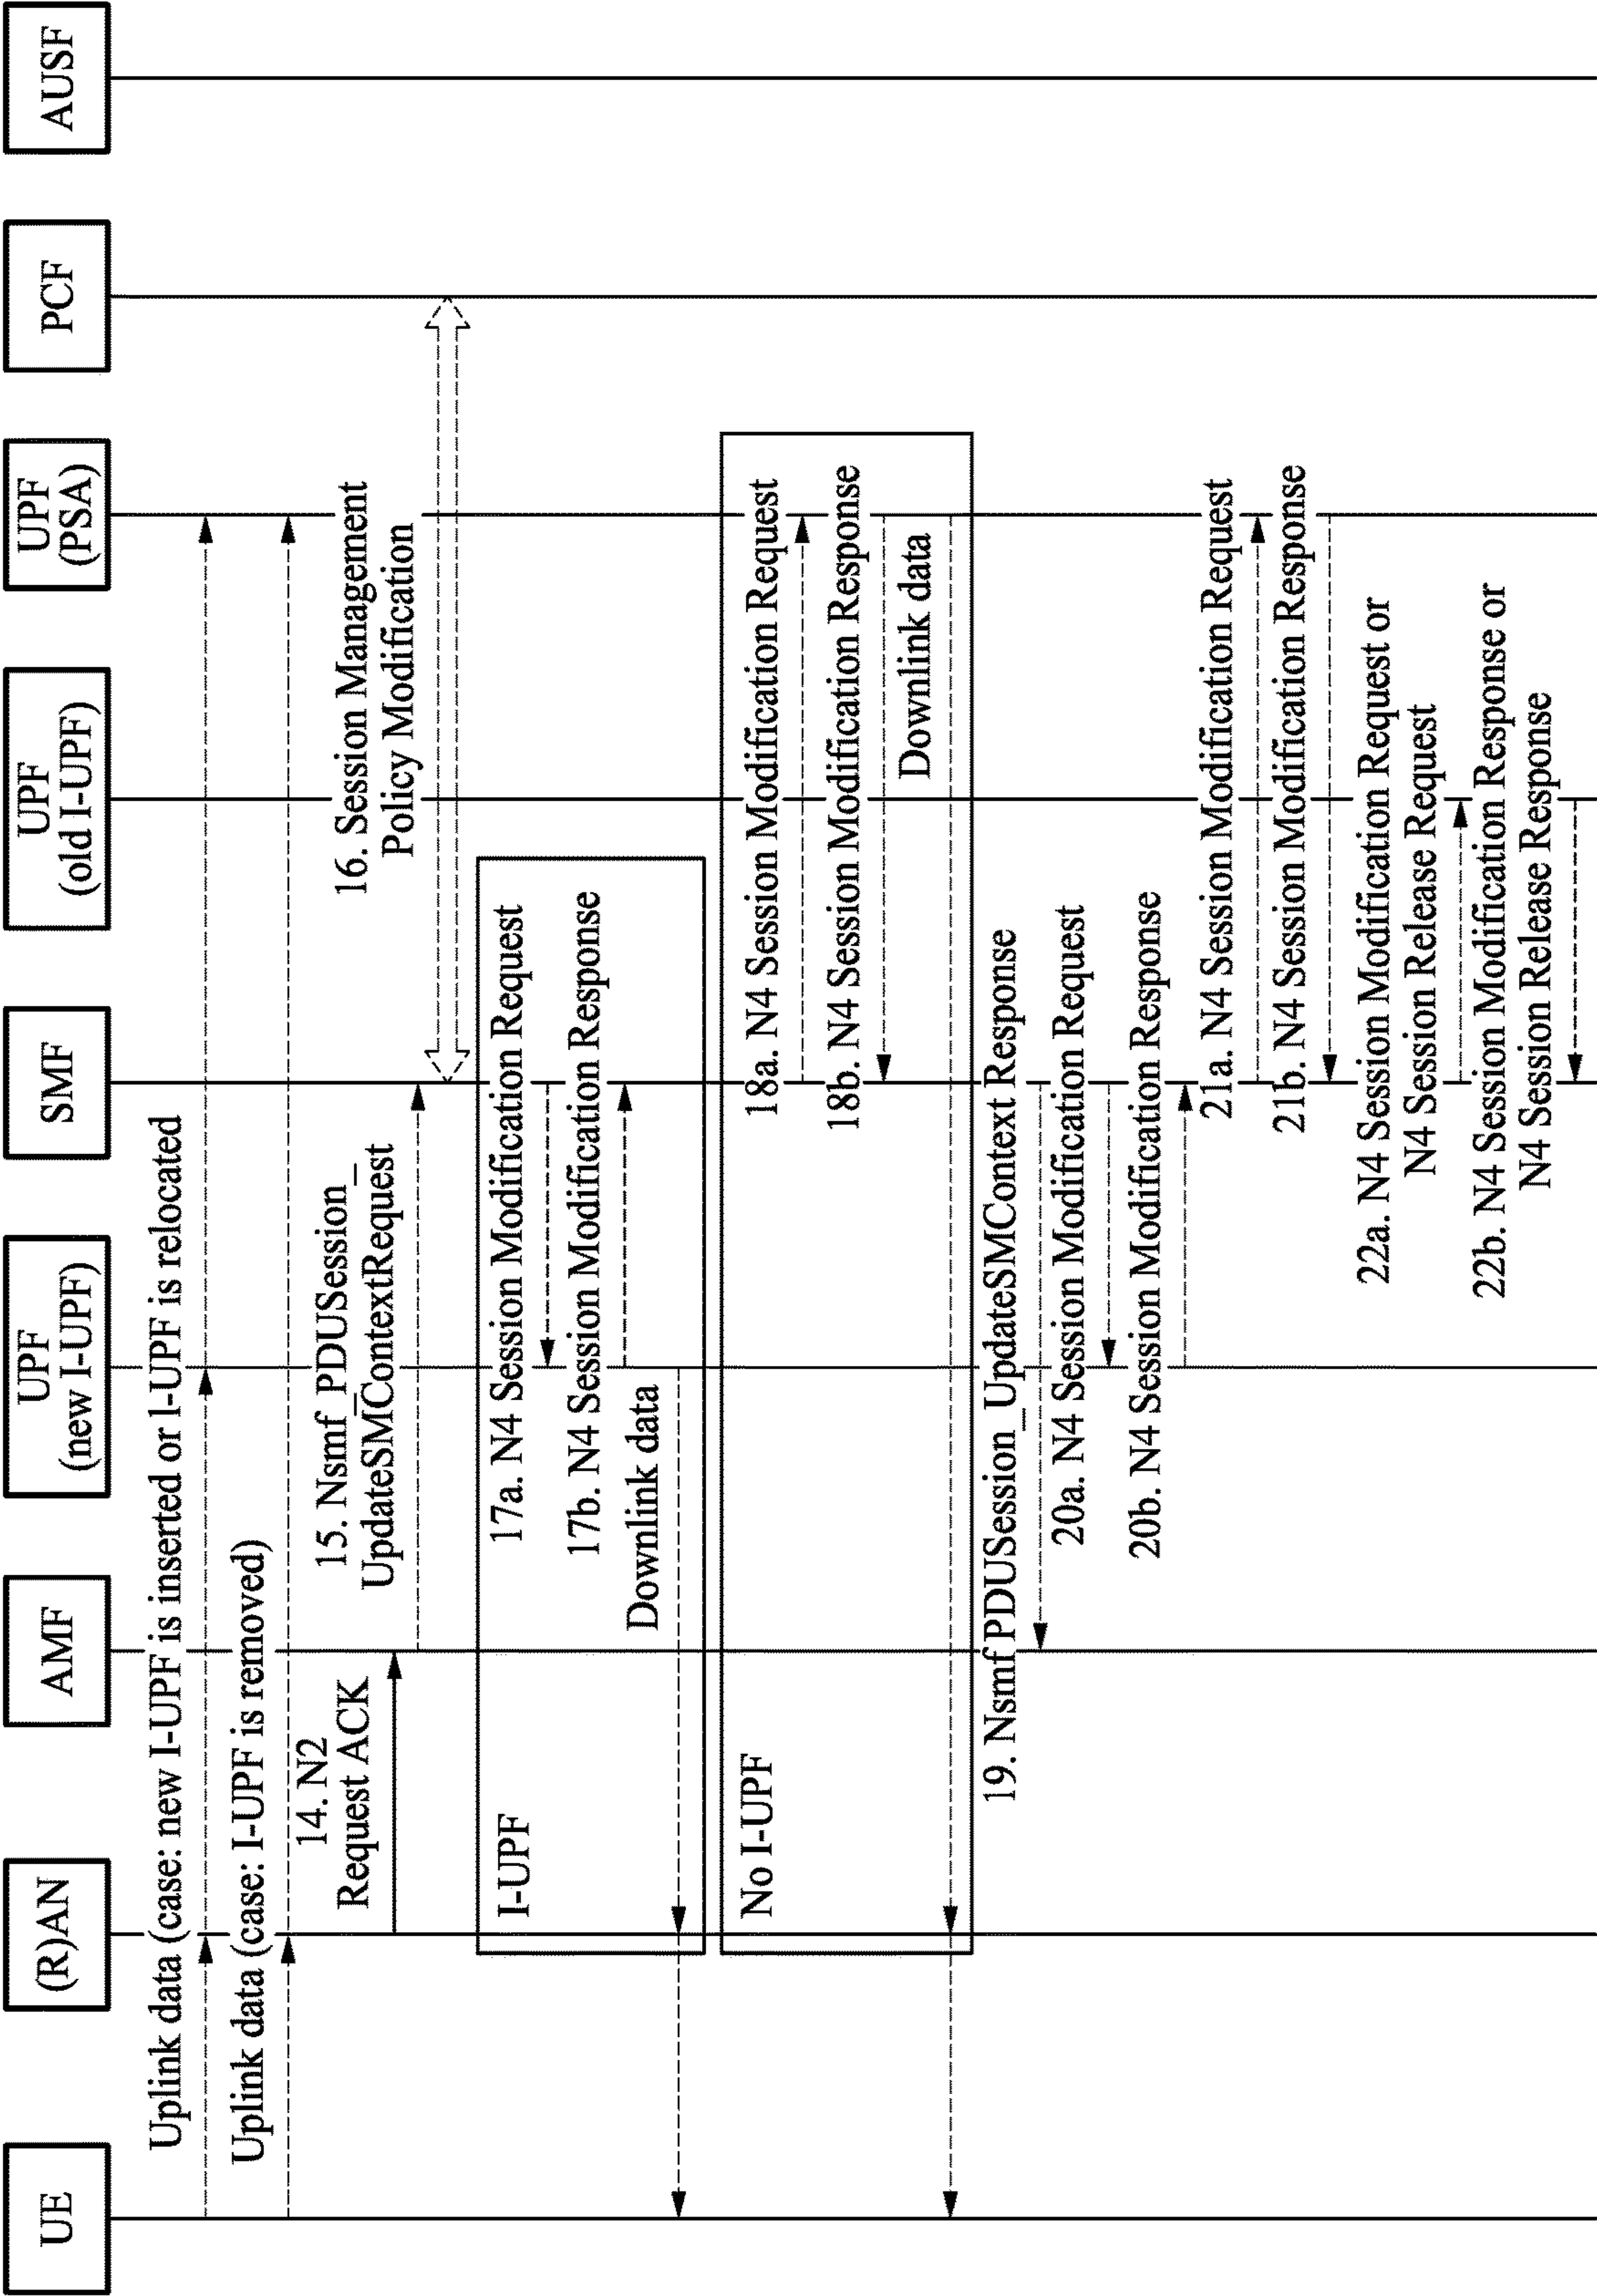 UE
(R)AN
AMF
UPF
(new I-UPF)
SMF
UPF
(old I-UPF)
UPF
(PSA)
PCF
AUSF
Uplink data (case: new I-UPF is inserted or I-UPF is relocated
Uplink data (case: I-UPF is removed)
14. N2
Request ACK
15. Nsmf_PDUSession_
UpdateSMContextRequest
16. Session Management
Policy Modification
I-UPF
17a. N4 Session Modification Request
17b. N4 Session Modification Response
Downlink data
No I-UPF
18a. N4 Session Modification Request
18b. N4 Session Modification Response
Downlink data
19. Nsmf PDUSession_UpdateSMContext Response
20a. N4 Session Modification Request
20b. N4 Session Modification Response
21a. N4 Session Modification Request
21b. N4 Session Modification Response
22a. N4 Session Modification Request or
N4 Session Release Request
22b. N4 Session Modification Response or
N4 Session Release Response